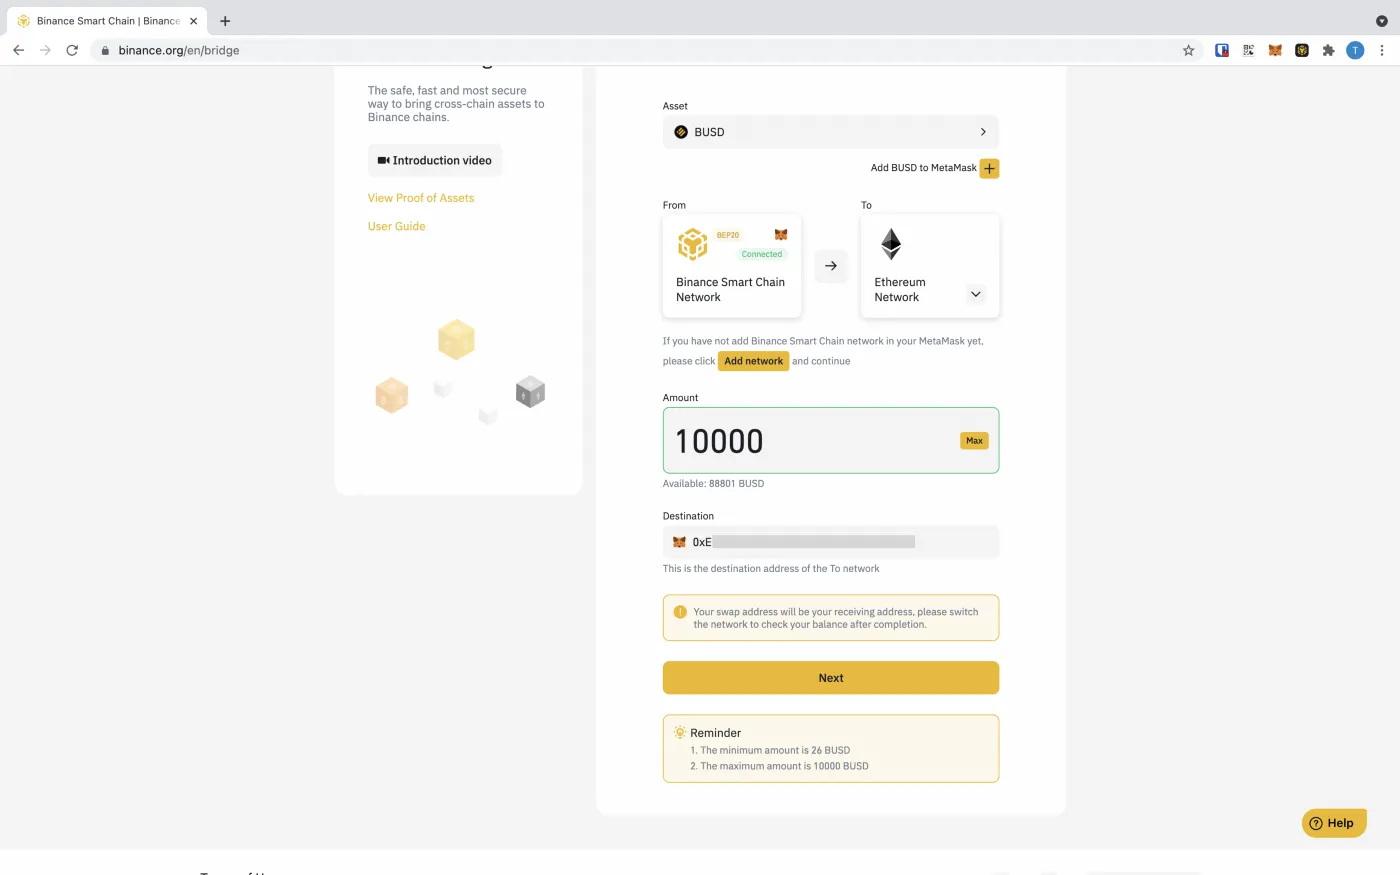 Binance Smart Chain | Binance
binance.org/en/bridge
T
The safe, fast and most secure
way to bring cross-chain assets to
Binance chains.
Introduction video
View Proof of Assets
User Guide
Asset
BUSD
Add BUSD to MetaMask
From
To
BEP20
Connected
Binance Smart Chain
Network
Ethereum
Network
If you have not add Binance Smart Chain network in your MetaMask yet,
please click Add network and continue
Amount
10000
Max
Available: 88801 BUSD
Destination
0xE
This is the destination address of the To network
Your swap address will be your receiving address, please switch
the network to check your balance after completion.
Next
Reminder
1. The minimum amount is 26 BUSD
2. The maximum amount is 10000 BUSD
Help